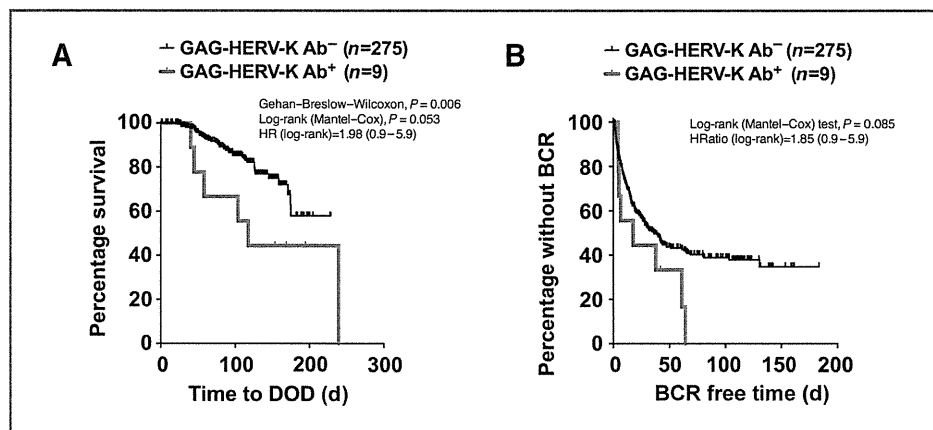 A
GAG-HERV-K Ab⁻ (n=275)
GAG-HERV-K Ab⁺ (n=9)
Gehan–Breslow–Wilcoxon, P = 0.006
Log-rank (Mantel–Cox), P = 0.053
HR (log-rank)=1.98 (0.9–5.9)
Percentage survival
100
80
60
40
20
0
0
100
200
300
Time to DOD (d)
B
GAG-HERV-K Ab⁻ (n=275)
GAG-HERV-K Ab⁺ (n=9)
Log-rank (Mantel–Cox) test, P = 0.085
HRatio (log-rank)=1.85 (0.9–5.9)
Percentage without BCR
100
80
60
40
20
0
0
50
100
150
200
BCR free time (d)